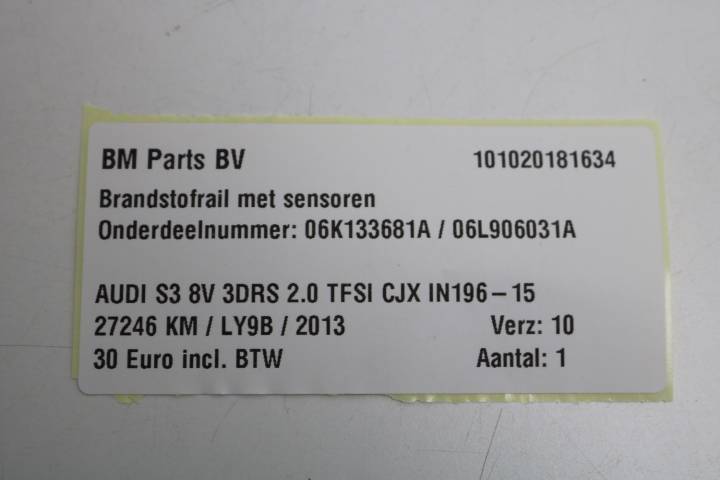 BM Parts BV 101020181634
Brandstofrail met sensoren
Onderdeelnummer: 06K133681A / 06L906031A
AUDI S3 8V 3DRS 2.0 TFSI CJX IN196-15
27246 KM / LY9B / 2013 Verz: 10
30 Euro incl. BTW Aantal: 1